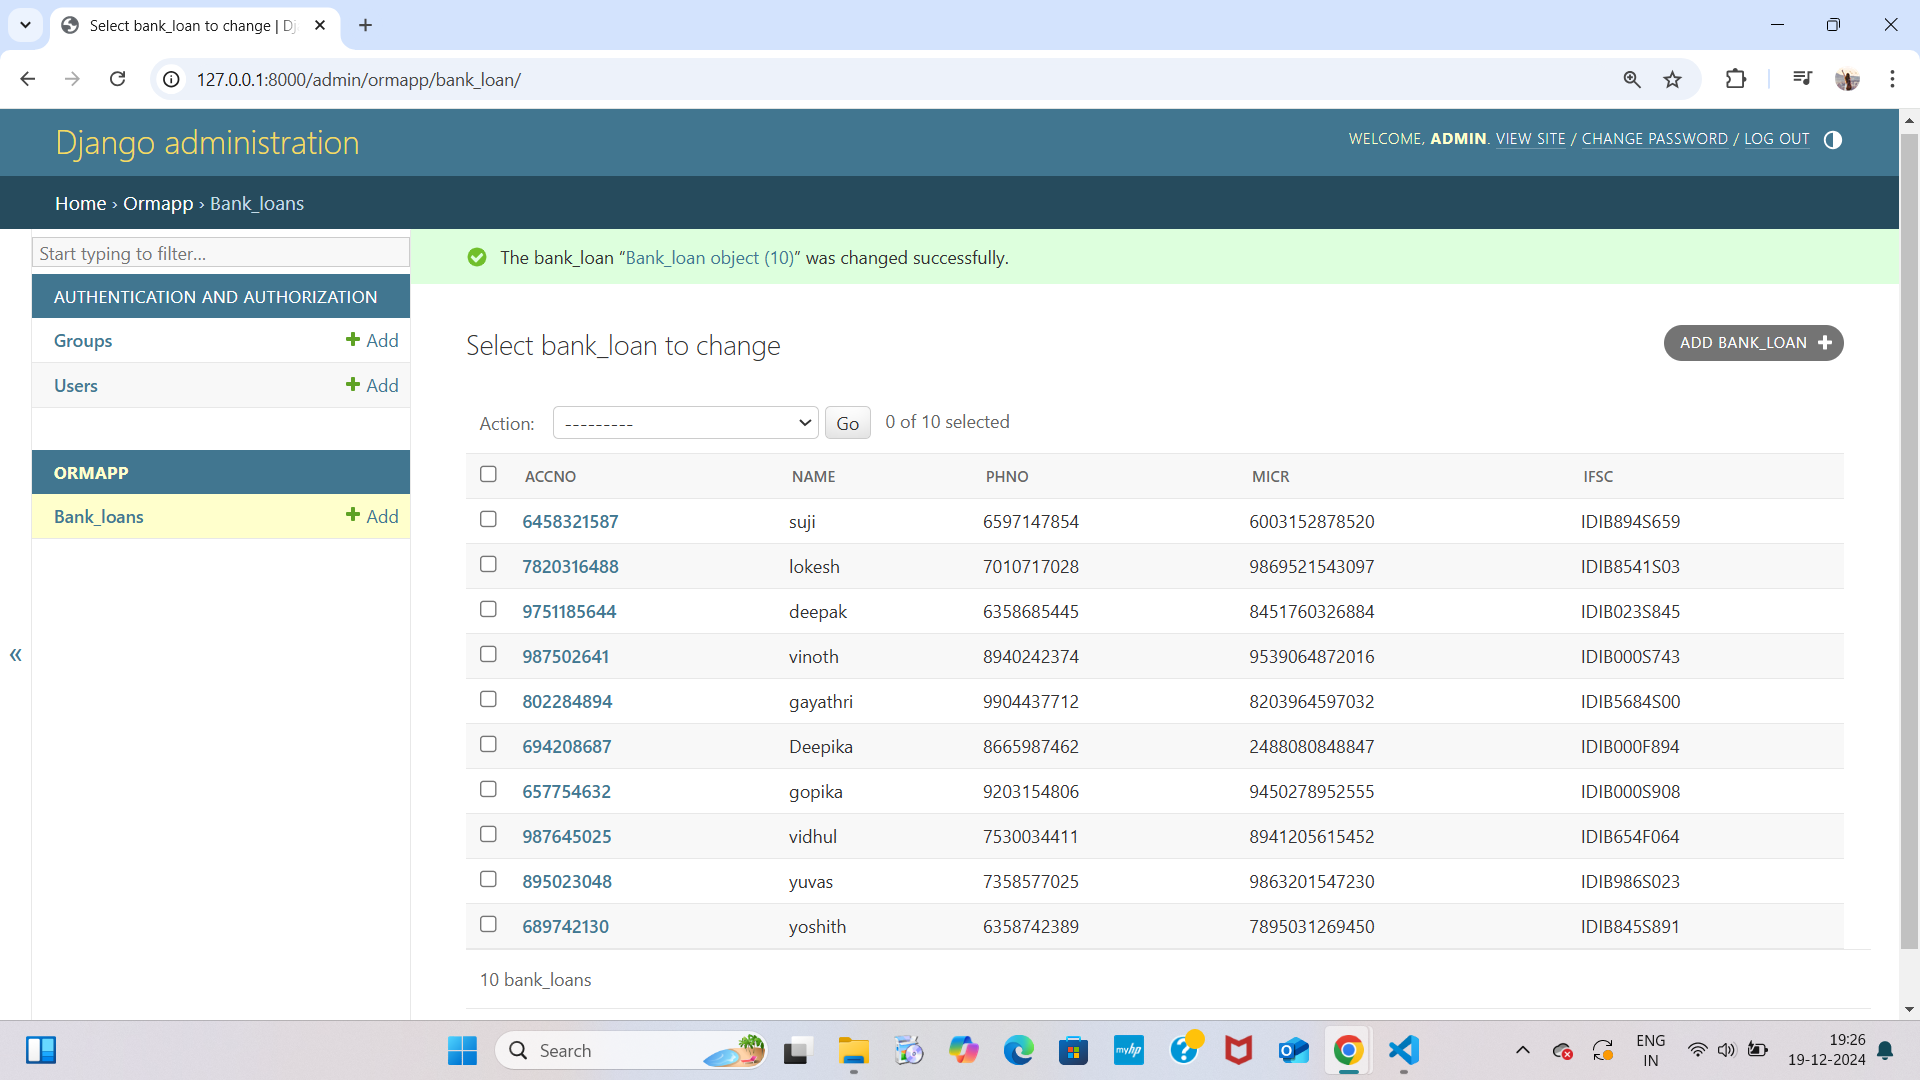 Select bank_loan to change | Dj
127.0.0.1:8000/admin/ormapp/bank_loan/
Django administration
WELCOME, ADMIN. VIEW SITE / CHANGE PASSWORD / LOG OUT
Home › Ormapp › Bank_loans
Start typing to filter...
AUTHENTICATION AND AUTHORIZATION
Groups Add
Users Add
ORMAPP
Bank_loans Add
«
The bank_loan “Bank_loan object (10)” was changed successfully.
Select bank_loan to change
ADD BANK_LOAN
Action: --------- Go 0 of 10 selected
ACCNO NAME PHNO MICR IFSC
6458321587 suji 6597147854 6003152878520 IDIB894S659
7820316488 lokesh 7010717028 9869521543097 IDIB8541S03
9751185644 deepak 6358685445 8451760326884 IDIB023S845
987502641 vinoth 8940242374 9539064872016 IDIB000S743
802284894 gayathri 9904437712 8203964597032 IDIB5684S00
694208687 Deepika 8665987462 2488080848847 IDIB000F894
657754632 gopika 9203154806 9450278952555 IDIB000S908
987645025 vidhul 7530034411 8941205615452 IDIB654F064
895023048 yuvas 7358577025 9863201547230 IDIB986S023
689742130 yoshith 6358742389 7895031269450 IDIB845S891
10 bank_loans
Search
myhp
ENG
IN
19:26
19-12-2024